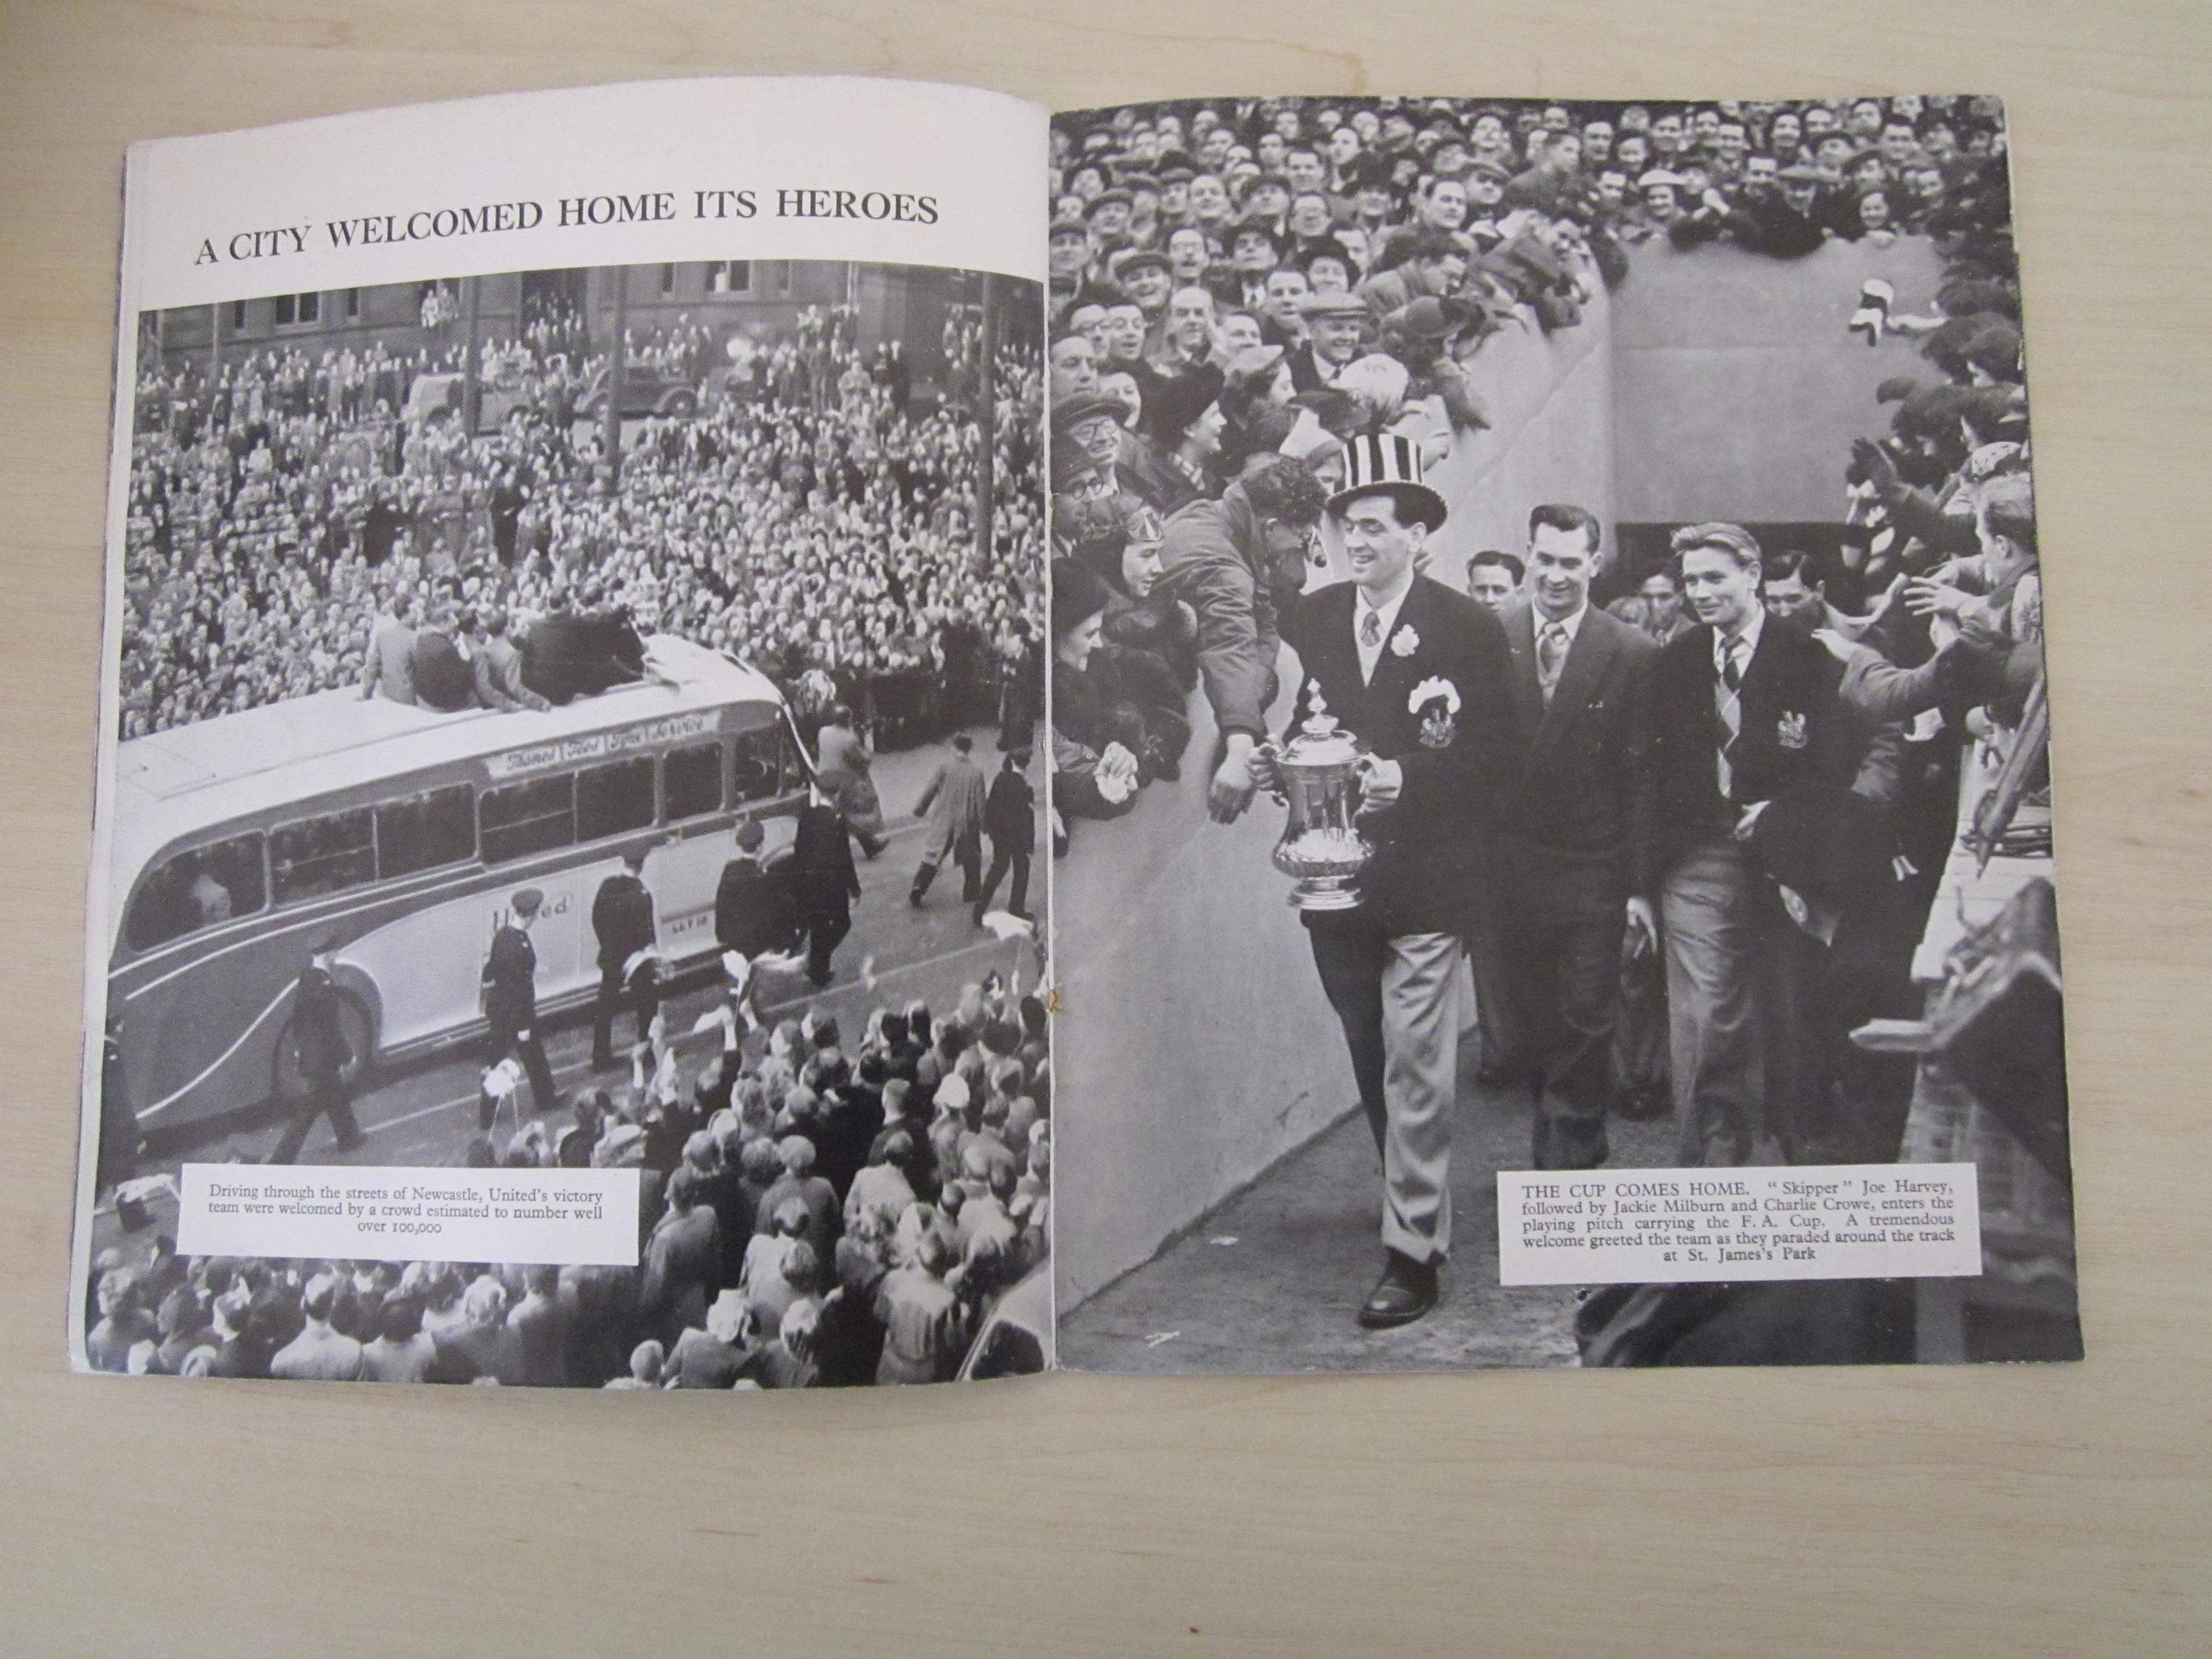 A CITY WELCOMED HOME ITS HEROES
Driving through the streets of Newcastle, United's victory
team were welcomed by a crowd estimated to number well
over 100,000
THE CUP COMES HOME. "Skipper" Joe Harvey,
followed by Jackie Milburn and Charlie Crowe, enters the
playing pitch carrying the F. A. Cup. A tremendous
welcome greeted the team as they paraded around the track
at St. James's Park